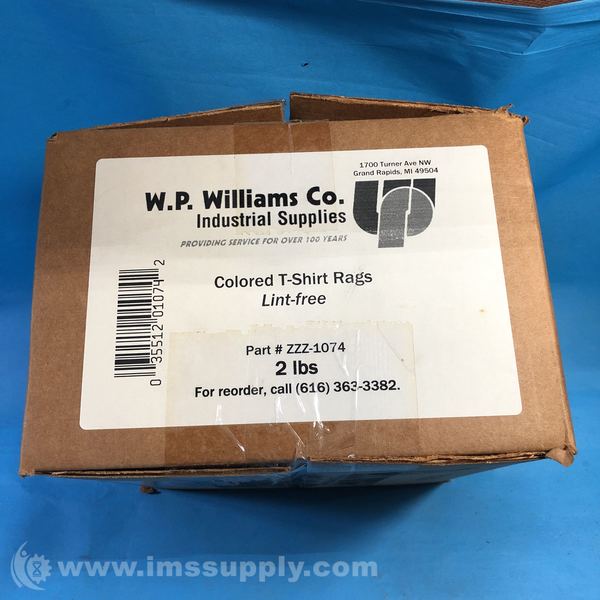 1700 Turner Ave NW
Grand Rapids, MI 49504
W.P. Williams Co.
Industrial Supplies
PROVIDING SERVICE FOR OVER 100 YEARS
Colored T-Shirt Rags
Lint-free
0 35512 01074 2
Part # ZZZ-1074
2 lbs
For reorder, call (616) 363-3382.
www.imssupply.com